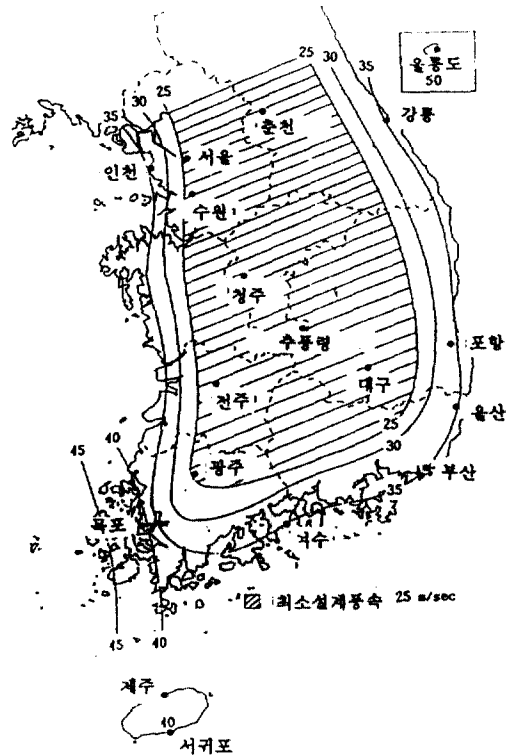 25
30
35
울릉도
50
35
30
25
강릉
춘천
서울
인천
수원
청주
추풍령
포항
전주
대구
울산
25
30
40
45
광주
부산
35
목포
여수
최소설계풍속 25 m/sec
45
40
제주
40
서귀포